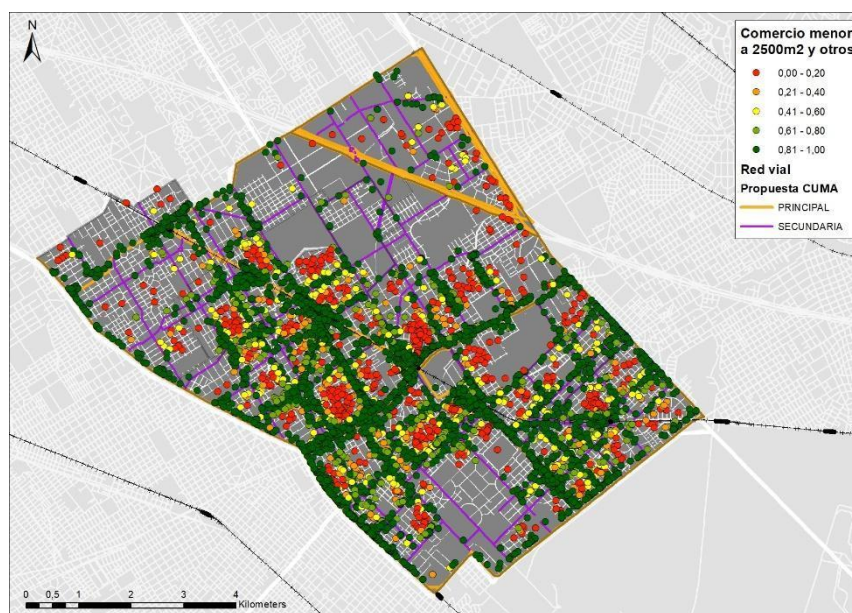 N
Comercio menor
a 2500m2 y otros
0,00 - 0,20
0,21 - 0,40
0,41 - 0,60
0,61 - 0,80
0,81 - 1,00
Red vial
Propuesta CUMA
PRINCIPAL
SECUNDARIA
0 0,5 1 2 3 4
Kilometers